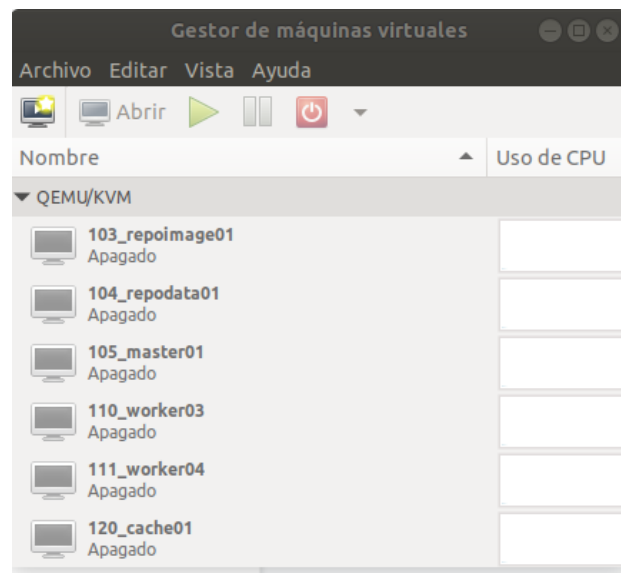 Gestor de máquinas virtuales
Archivo Editar Vista Ayuda
Abrir
Nombre Uso de CPU
QEMU/KVM
103_repoimage01
Apagado
104_repodata01
Apagado
105_master01
Apagado
110_worker03
Apagado
111_worker04
Apagado
120_cache01
Apagado